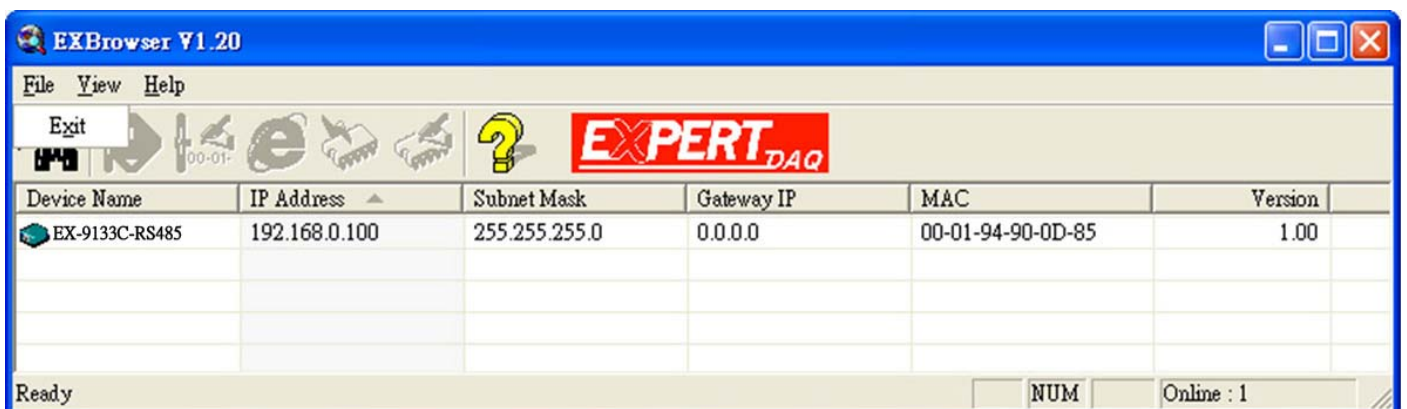 EXBrowser V1.20
File View Help
Exit
00-01-
EXPERT DAQ
Device Name IP Address Subnet Mask Gateway IP MAC Version
EX-9133C-RS485 192.168.0.100 255.255.255.0 0.0.0.0 00-01-94-90-0D-85 1.00
Ready NUM Online : 1